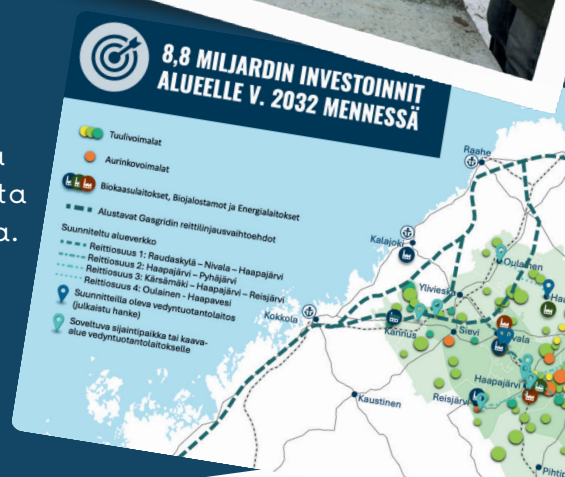 ta
a.
8,8 MILJARDIN INVESTOINNIT
ALUEELLE V. 2032 MENNESSÄ
Tuulivoimalat
Aurinkovoimalat
Biokaasulaitokset, Biojalostamot ja Energialaitokset
Alustavat Gasgridin reittilinjausvaihtoehdot
Suunniteltu alueverkko
Reittiosuus 1: Raudaskylä – Nivala – Haapajärvi
Reittiosuus 2: Haapajärvi – Pyhäjärvi
Reittiosuus 3: Kärsämäki – Haapajärvi – Reisjärvi
Reittiosuus 4: Oulainen - Haapavesi
Suunnitteilla oleva vedyntuotantolaitos
(julkaistu hanke)
Soveltuva sijaintipaikka tai kaava-
alue vedyntuotantolaitokselle
Raahe
Kalajoki
Oulainen
Haa
Ylivieska
Kokkola
Kannus
Sievi
Nivala
Haapajärvi
Reisjärvi
Kaustinen
Pihtip